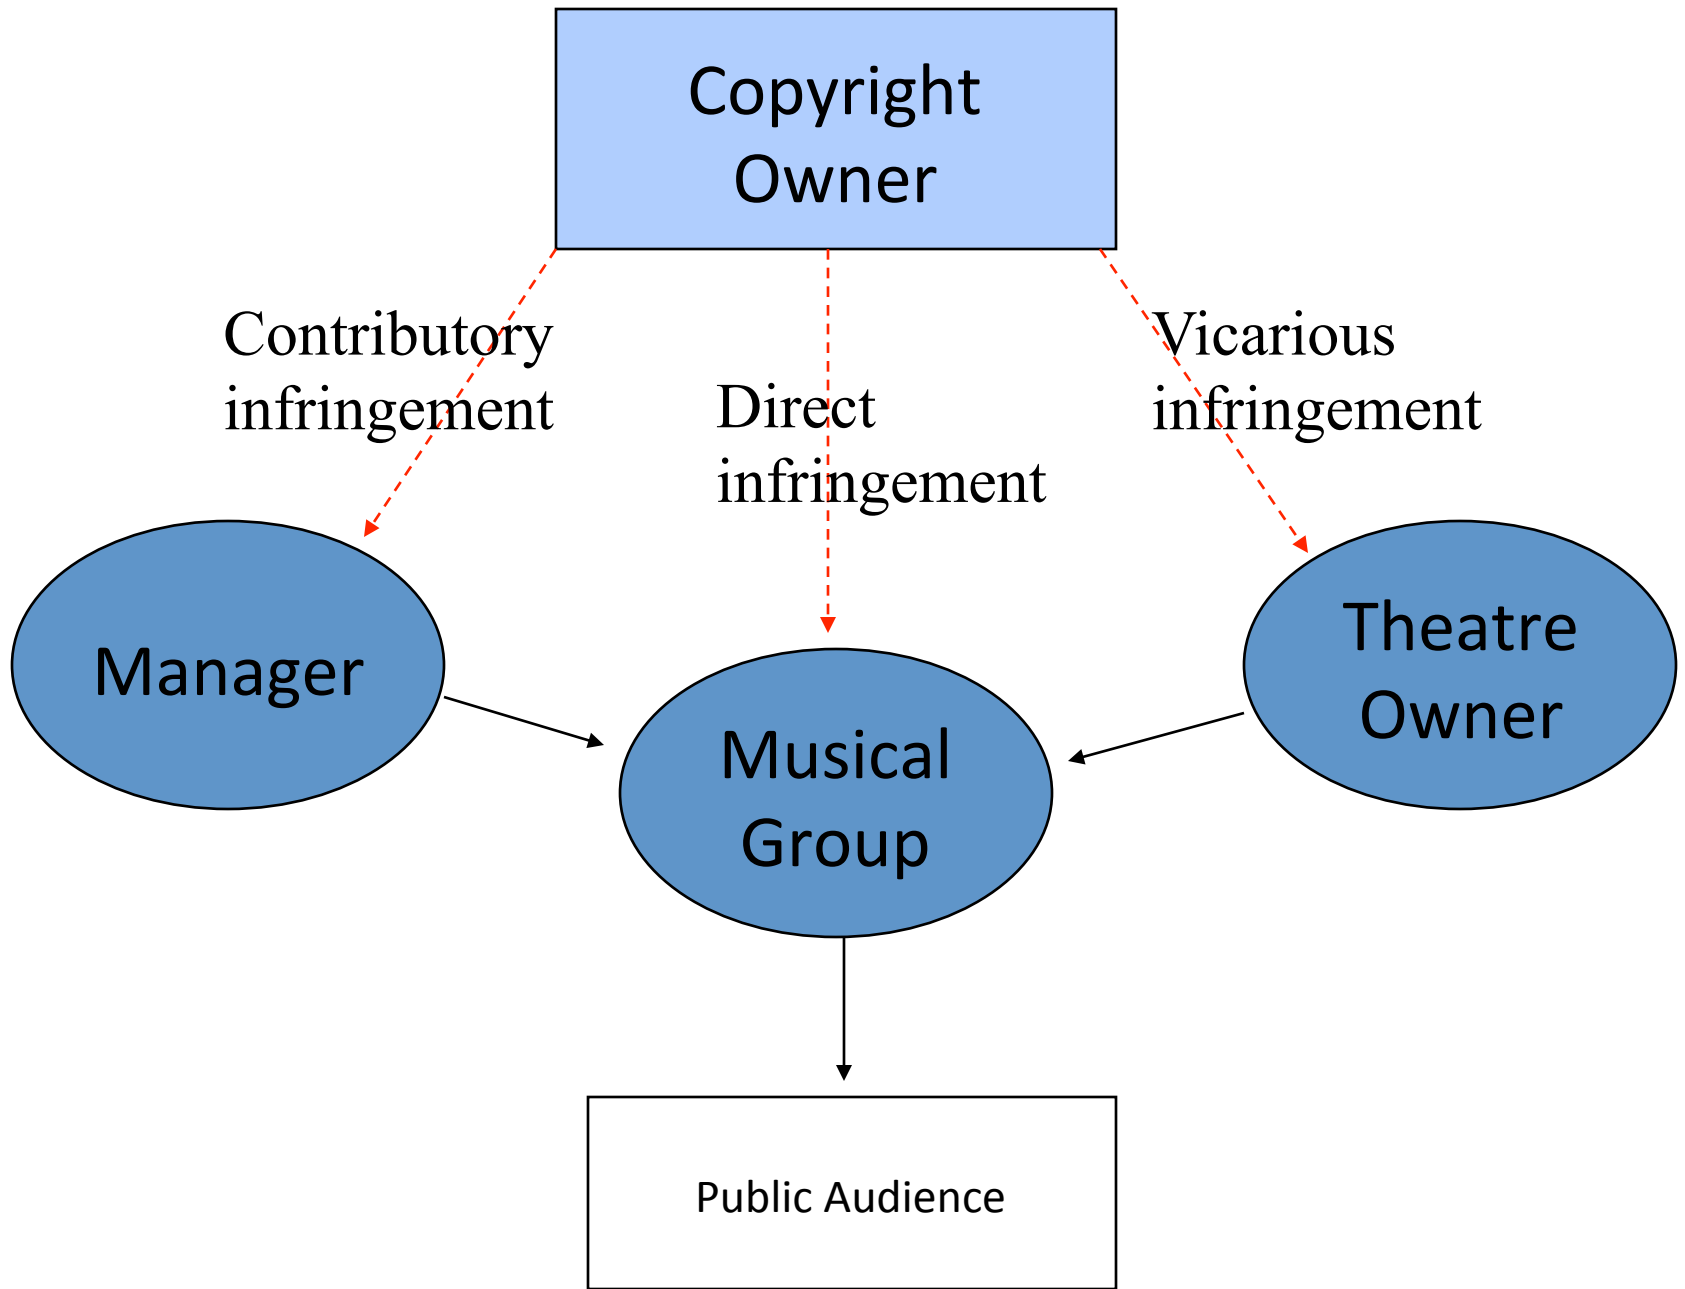 Copyright
Owner
Contributory
infringement
Direct
infringement
Vicarious
infringement
Manager
Musical
Group
Theatre
Owner
Public Audience